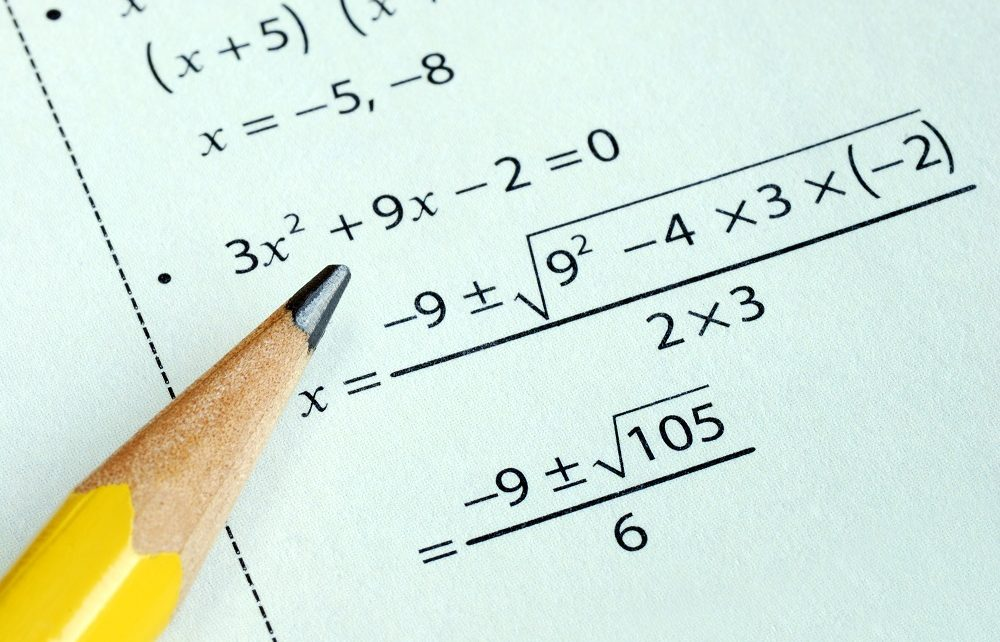 (x + 5) (x
x = −5, −8
• 3x² + 9x − 2 = 0
x = −9 ± √9² − 4 × 3 × (−2)
2 × 3
= −9 ± √105
6